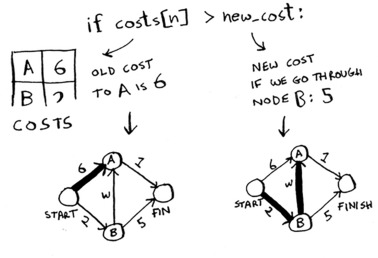 if costs[n] > new_cost:
A 6
B 2
COSTS
OLD COST
TO A IS 6
NEW COST
IF WE GO THROUGH
NODE B: 5
6
A
1
W
START
2
B
5
FIN
6
A
1
W
START
2
B
5
FINISH